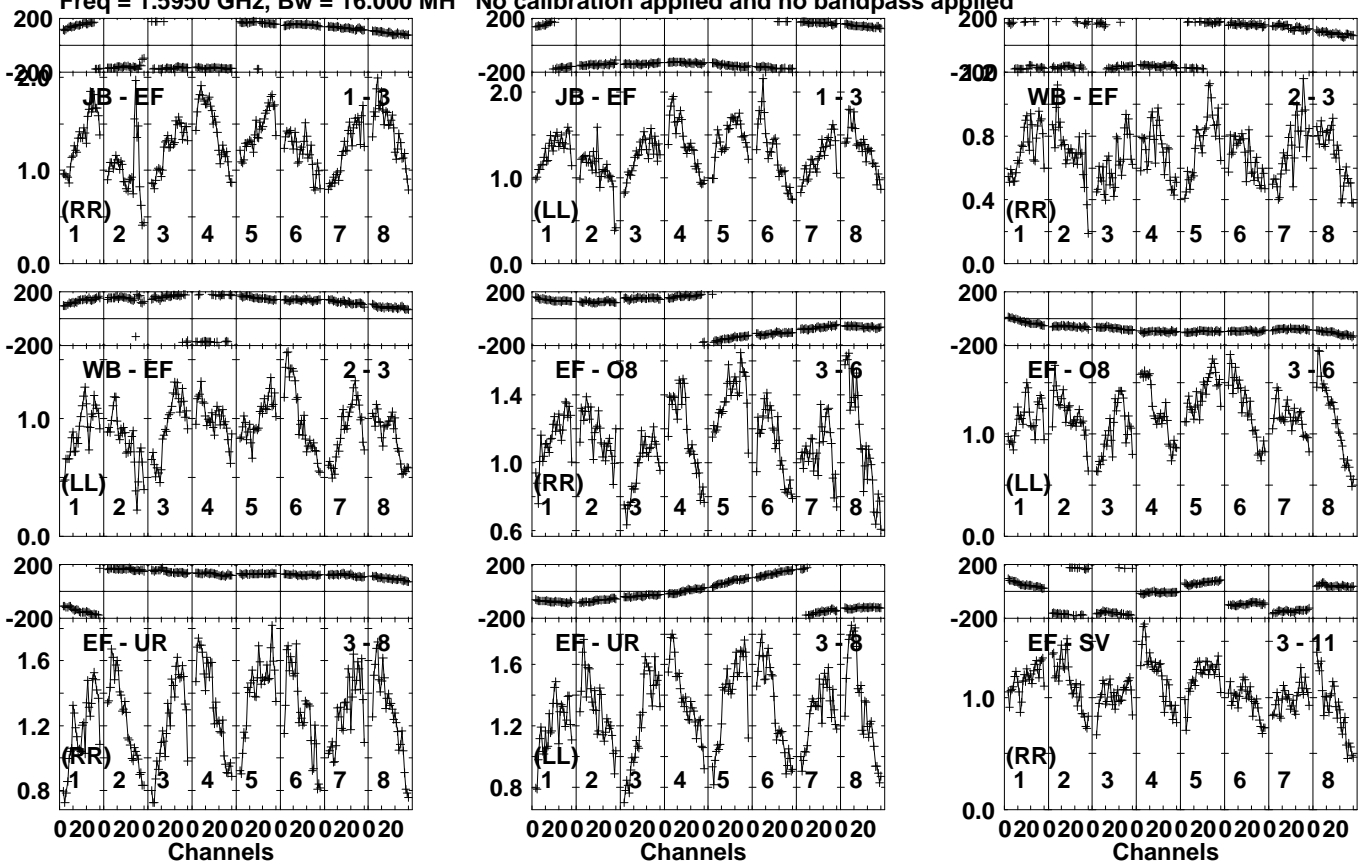 Freq = 1.5950 GHz, Bw = 16.000 MH No calibration applied and no bandpass applied
200 200 200
-200 -200 -200
2.0 JB - EF 1 - 3 2.0 JB - EF 1 - 3 WB - EF 2 - 3
1.0 1.0 0.8
(RR) (LL) (RR) 0.4
1 2 3 4 5 6 7 8 1 2 3 4 5 6 7 8 1 2 3 4 5 6 7 8
0.0 0.0 0.0
200 200 200
-200 -200 -200
WB - EF 2 - 3 EF - O8 3 - 6 EF - O8 3 - 6
1.0 1.4 1.0
(LL) 1.0 (RR) (LL)
1 2 3 4 5 6 7 8 1 2 3 4 5 6 7 8 1 2 3 4 5 6 7 8
0.0 0.6 0.0
200 200 200
-200 -200 -200
EF - UR 3 - 8 EF - UR 3 - 8 EF - SV 3 - 11
1.6 1.6 1.0
1.2 1.2
(RR) (LL) (RR)
1 2 3 4 5 6 7 8 1 2 3 4 5 6 7 8 1 2 3 4 5 6 7 8
0.8 0.8 0.0
0 20 0 20 0 20 0 20 0 20 0 20 0 20 0 20 0 20 0 20 0 20 0 20 0 20 0 20 0 20 0 20 0 20 0 20 0 20 0 20 0 20 0 20 0 20 0 20
Channels Channels Channels